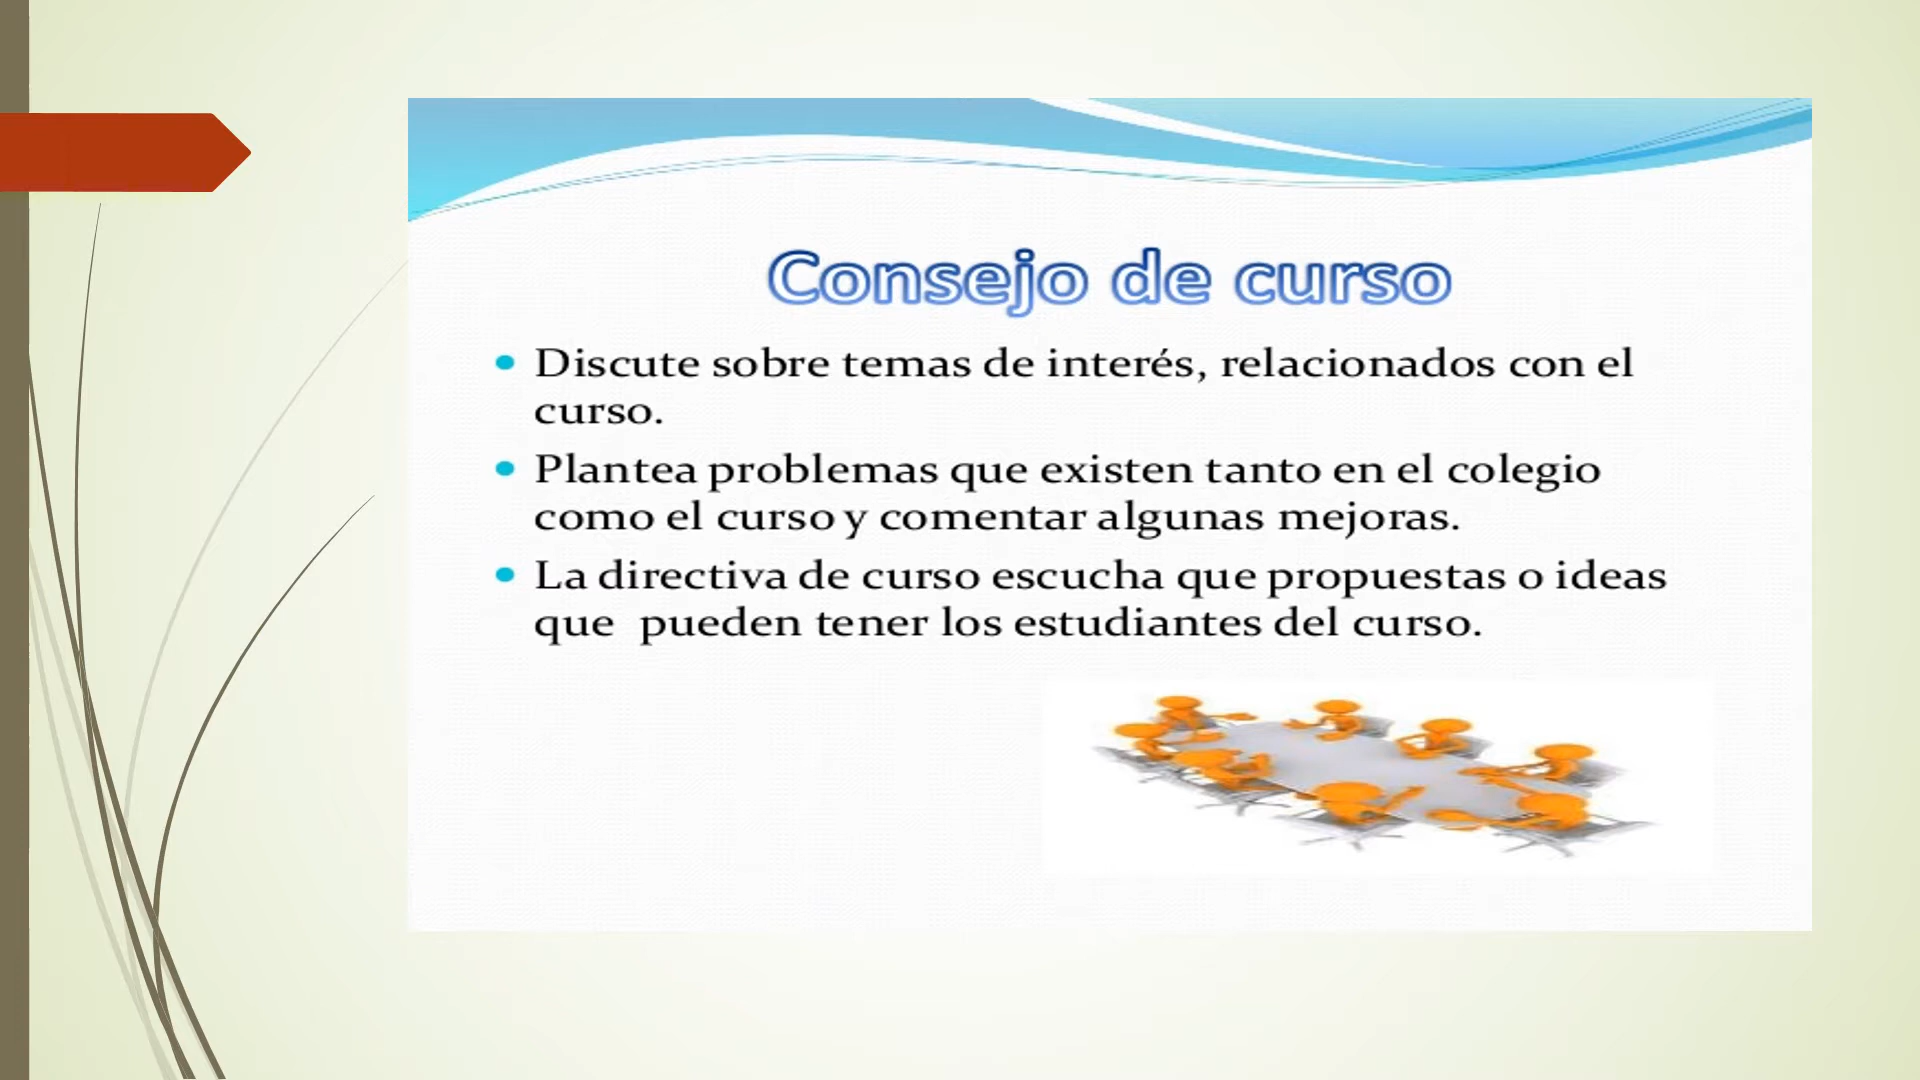 Consejo de curso
• Discute sobre temas de interés, relacionados con el
curso.
• Plantea problemas que existen tanto en el colegio
como el curso y comentar algunas mejoras.
• La directiva de curso escucha que propuestas o ideas
que  pueden tener los estudiantes del curso.